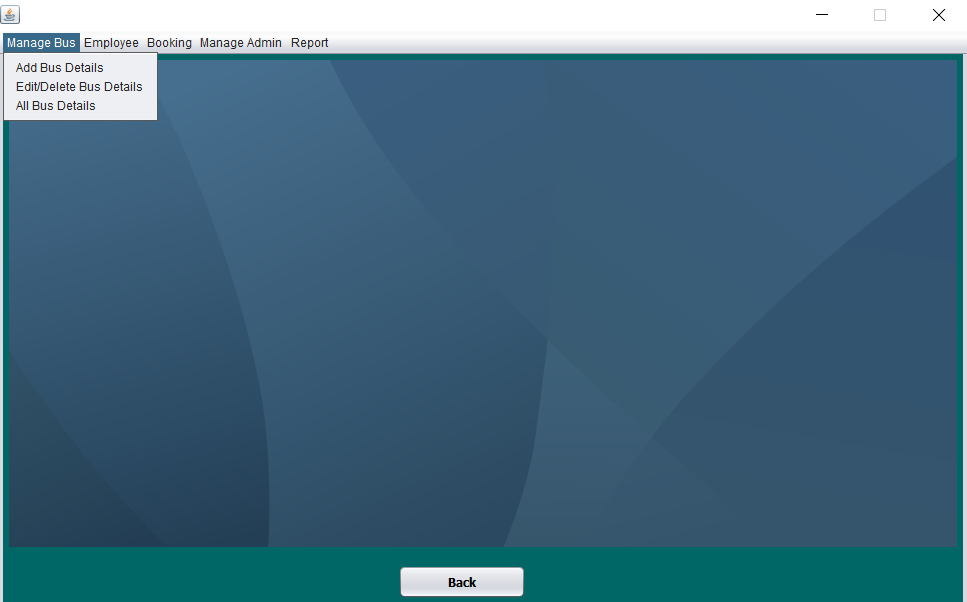 Manage Bus Employee Booking Manage Admin Report
Add Bus Details
Edit/Delete Bus Details
All Bus Details
Back